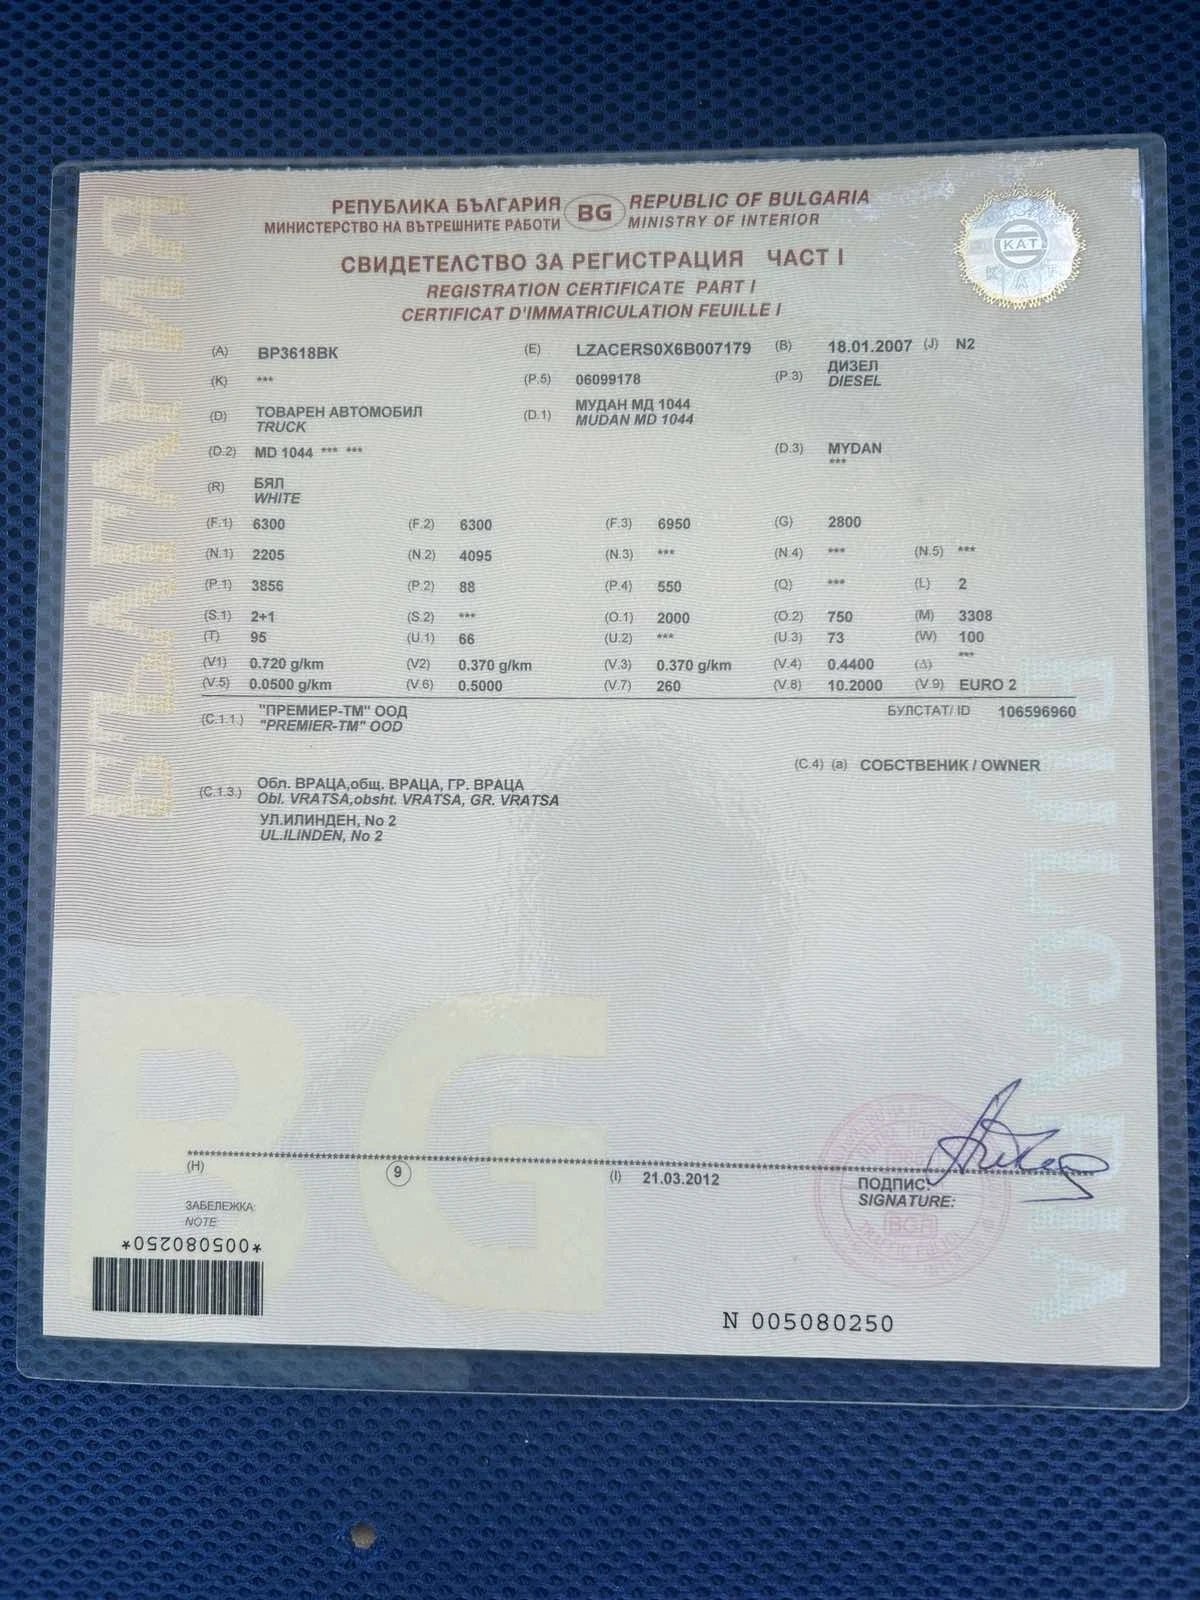 БЪЛГАРИЯ
РЕПУБЛИКА БЪЛГАРИЯ BG REPUBLIC OF BULGARIA
МИНИСТЕРСТВО НА ВЪТРЕШНИТЕ РАБОТИ MINISTRY OF INTERIOR
КАТ
СВИДЕТЕЛСТВО ЗА РЕГИСТРАЦИЯ ЧАСТ I
REGISTRATION CERTIFICATE PART I
CERTIFICAT D'IMMATRICULATION FEUILLE I
(A) ВР3618ВК (E) LZACERS0X6B007179 (B) 18.01.2007 (J) N2
(K) *** (P.5) 06099178 (P.3) ДИЗЕЛ
DIESEL
(D) ТОВАРЕН АВТОМОБИЛ (D.1) МУДАН МД 1044
TRUCK MUDAN MD 1044
(D.2) MD 1044 *** *** (D.3) MYDAN
***
(R) БЯЛ
WHITE
(F.1) 6300 (F.2) 6300 (F.3) 6950 (G) 2800
(N.1) 2205 (N.2) 4095 (N.3) *** (N.4) *** (N.5) ***
(P.1) 3856 (P.2) 88 (P.4) 550 (Q) *** (L) 2
(S.1) 2+1 (S.2) *** (O.1) 2000 (O.2) 750 (M) 3308
(T) 95 (U.1) 66 (U.2) *** (U.3) 73 (W) 100
(V1) 0.720 g/km (V2) 0.370 g/km (V.3) 0.370 g/km (V.4) 0.4400 (Δ) ***
(V.5) 0.0500 g/km (V.6) 0.5000 (V.7) 260 (V.8) 10.2000 (V.9) EURO 2
(C.1.1.) "ПРЕМИЕР-ТМ" ООД БУЛСТАТ/ ID 106596960
"PREMIER-TM" OOD
(C.4) (a) СОБСТВЕНИК / OWNER
(C.1.3.) Обл. ВРАЦА,общ. ВРАЦА, ГР. ВРАЦА
Obl. VRATSA,obsht. VRATSA, GR. VRATSA
УЛ.ИЛИНДЕН, No 2
UL.ILINDEN, No 2
BULGARIA
BG
(H) 9 (I) 21.03.2012 ПОДПИС:
SIGNATURE:
ЗАБЕЛЕЖКА:
NOTE
*005080250*
N 005080250